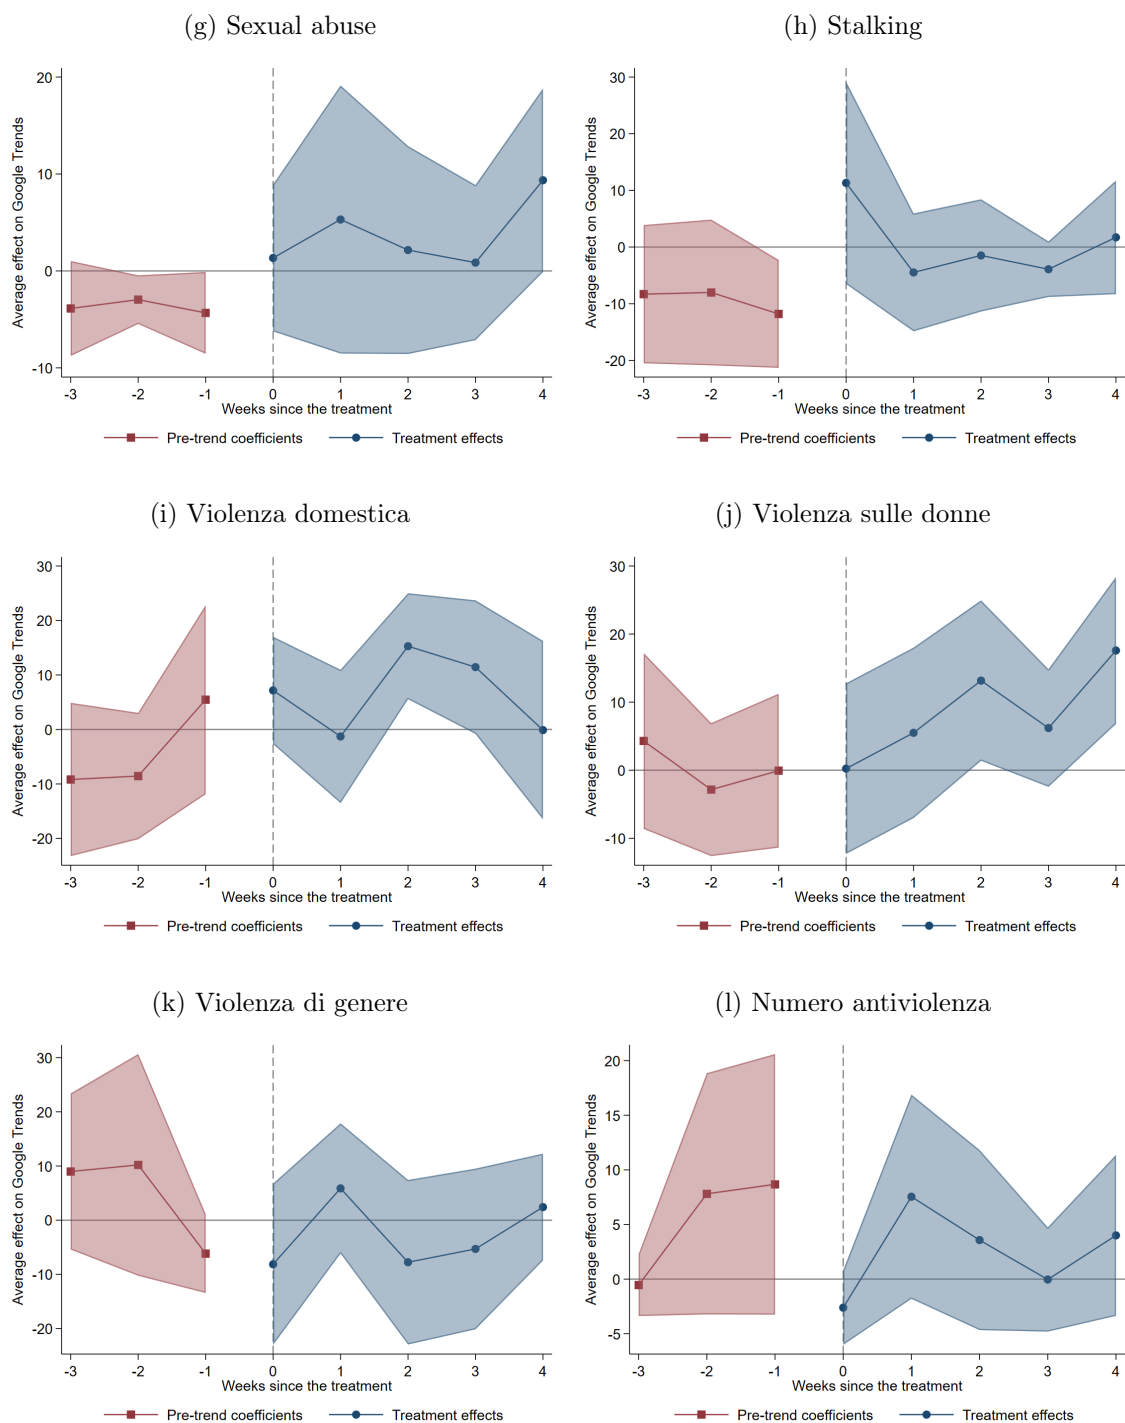 (g) Sexual abuse
Average effect on Google Trends
20
10
0
-10
-3 -2 -1 0 1 2 3 4
Weeks since the treatment
Pre-trend coefficients Treatment effects
(h) Stalking
Average effect on Google Trends
30
20
10
0
-10
-20
-3 -2 -1 0 1 2 3 4
Weeks since the treatment
Pre-trend coefficients Treatment effects
(i) Violenza domestica
Average effect on Google Trends
30
20
10
0
-10
-20
-3 -2 -1 0 1 2 3 4
Weeks since the treatment
Pre-trend coefficients Treatment effects
(j) Violenza sulle donne
Average effect on Google Trends
30
20
10
0
-10
-3 -2 -1 0 1 2 3 4
Weeks since the treatment
Pre-trend coefficients Treatment effects
(k) Violenza di genere
Average effect on Google Trends
30
20
10
0
-10
-20
-3 -2 -1 0 1 2 3 4
Weeks since the treatment
Pre-trend coefficients Treatment effects
(l) Numero antiviolenza
Average effect on Google Trends
20
15
10
5
0
-5
-3 -2 -1 0 1 2 3 4
Weeks since the treatment
Pre-trend coefficients Treatment effects